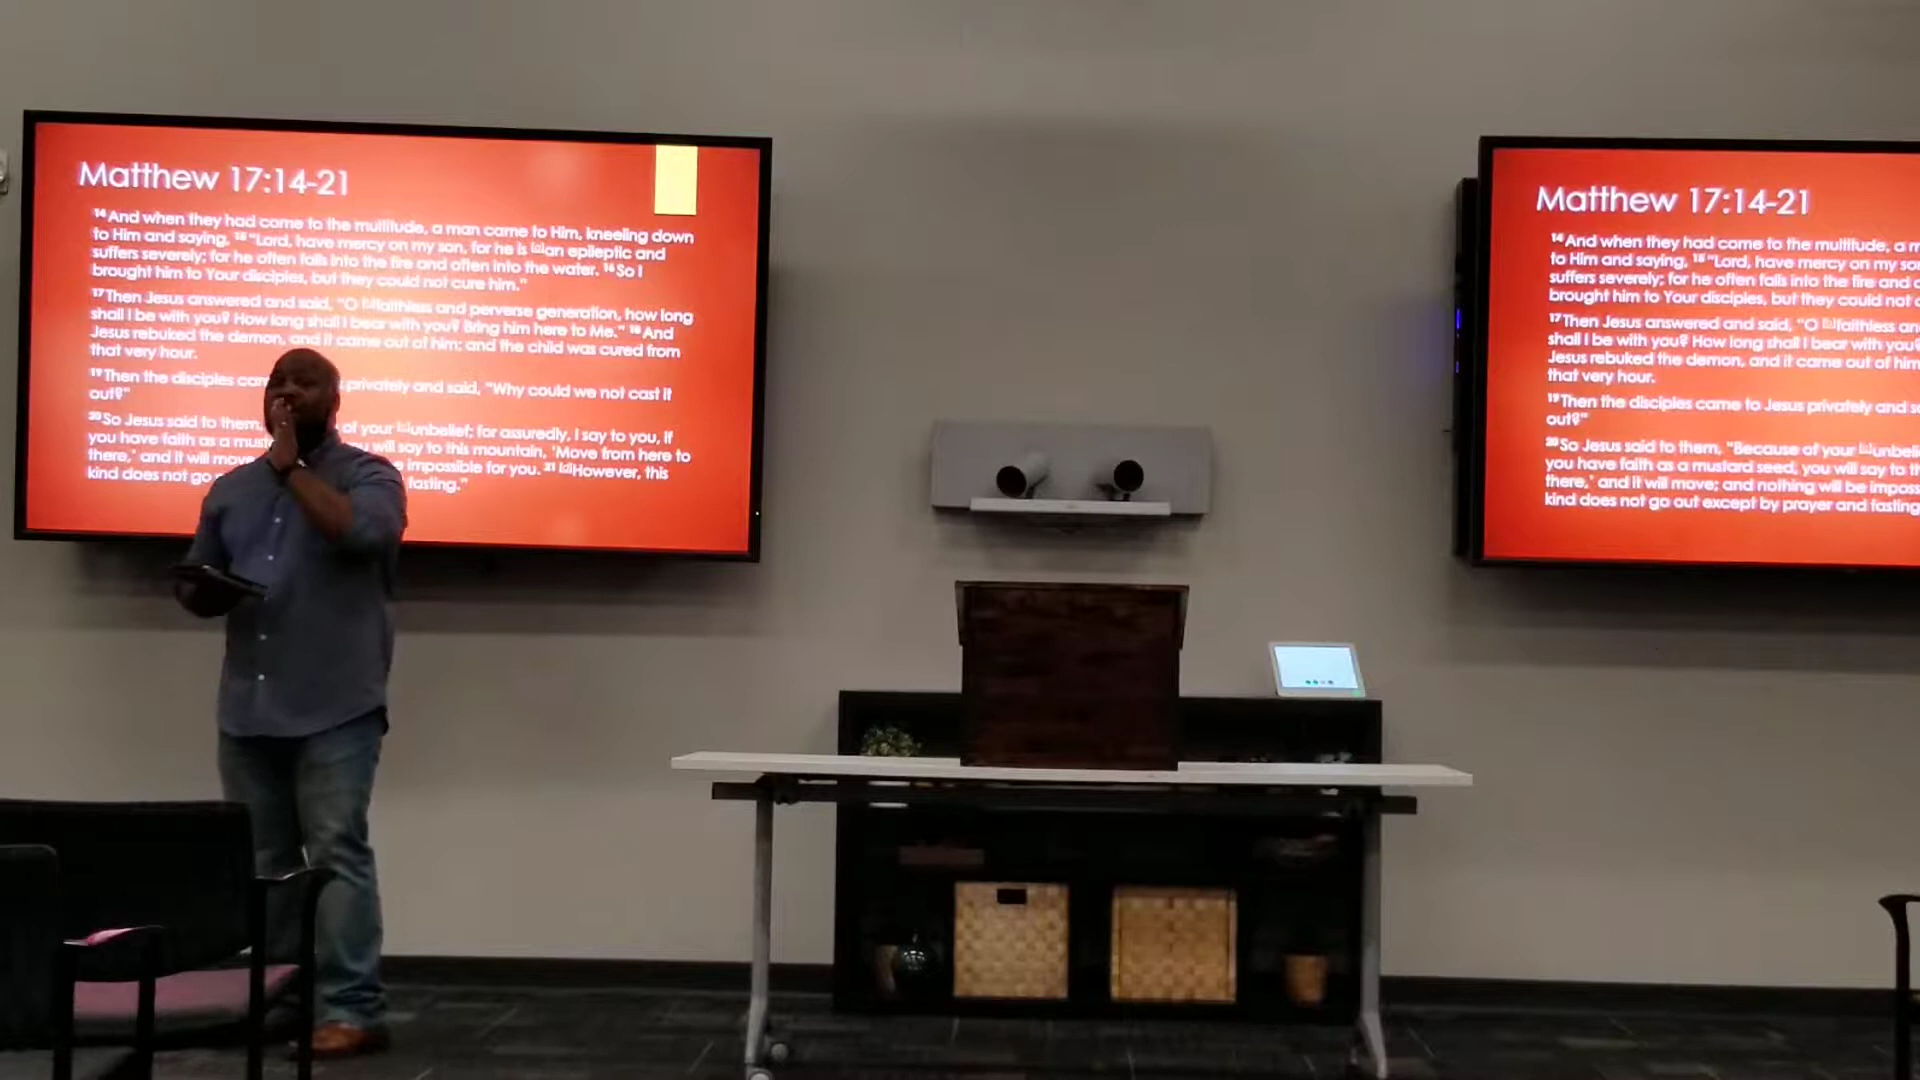 Matthew 17:14-21
14 And when they had come to the multitude, a man came to Him, kneeling down
to Him and saying, 15 "Lord, have mercy on my son, for he is an epileptic and
suffers severely; for he often falls into the fire and often into the water. 16 So I
brought him to Your disciples, but they could not cure him."
17 Then Jesus answered and said, "O faithless and perverse generation, how long
shall I be with you? How long shall I bear with you? Bring him here to Me." 18 And
Jesus rebuked the demon, and it came out of him; and the child was cured from
that very hour.
19 Then the disciples privately and said, "Why could we not cast it
out?"
20 So Jesus said to them, of your unbelief; for assuredly, I say to you, if
you have faith as a will say to this mountain, 'Move from here to
there,' and it will move impossible for you. 21 However, this
kind does not go fasting."
Matthew 17:14-21
14 And when they had come to the multitude, a
to Him and saying, 15 "Lord, have mercy on my
suffers severely; for he often falls into the fire and
brought him to Your disciples, but they could not
17 Then Jesus answered and said, "O faithless
shall I be with you? How long shall I bear with you?
Jesus rebuked the demon, and it came out of him
that very hour.
19 Then the disciples came to Jesus privately and
out?"
20 So Jesus said to them, "Because of your
you have faith as a mustard seed, you will say to
there,' and it will move; and nothing will be
kind does not go out except by prayer and fasting